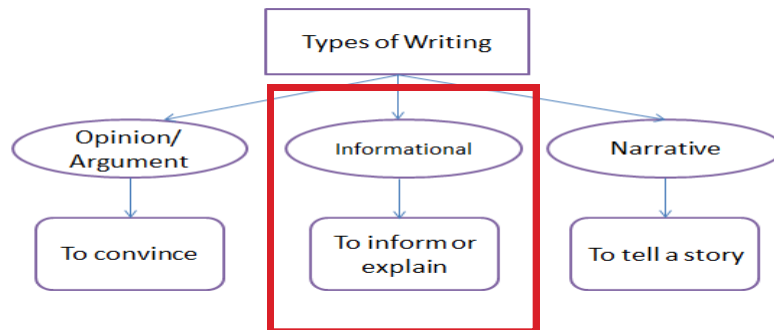 Types of Writing
Opinion/
Argument
Informational
Narrative
To convince
To inform or
explain
To tell a story